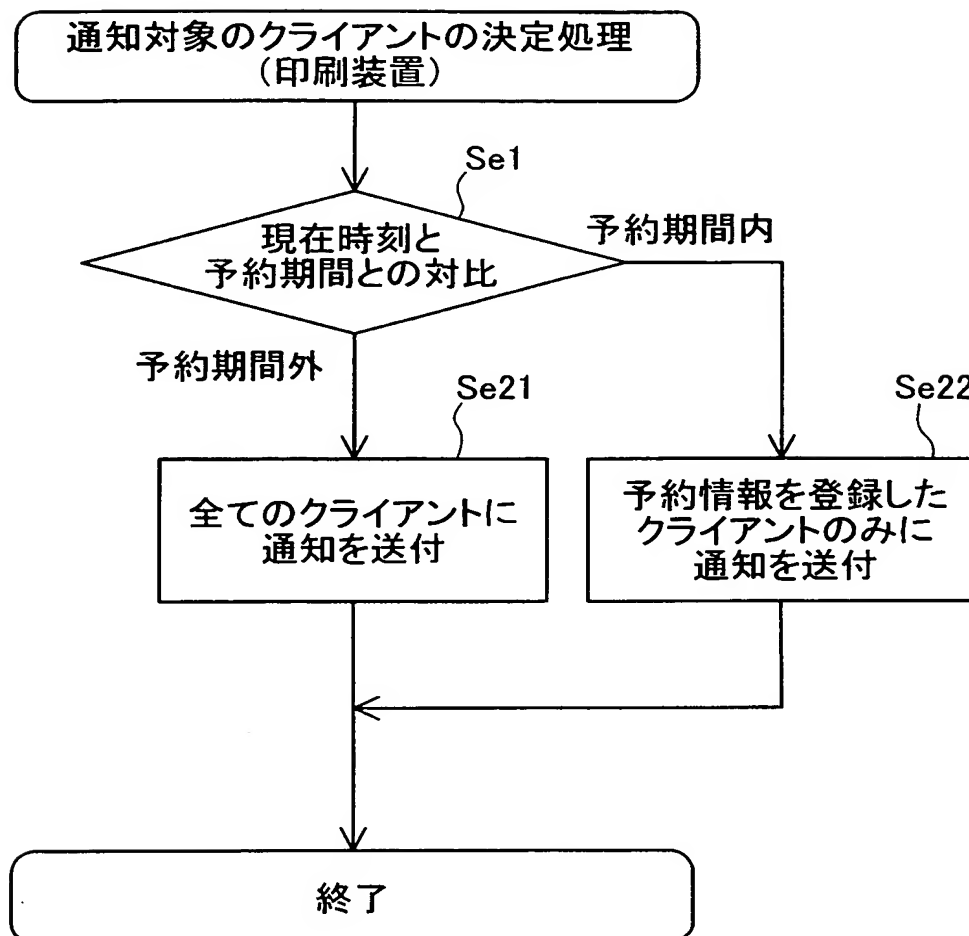 通知対象のクライアントの決定処理
（印刷装置）
Se1
現在時刻と
予約期間との対比
予約期間内
予約期間外
Se21
Se22
全てのクライアントに
通知を送付
予約情報を登録した
クライアントのみに
通知を送付
終了